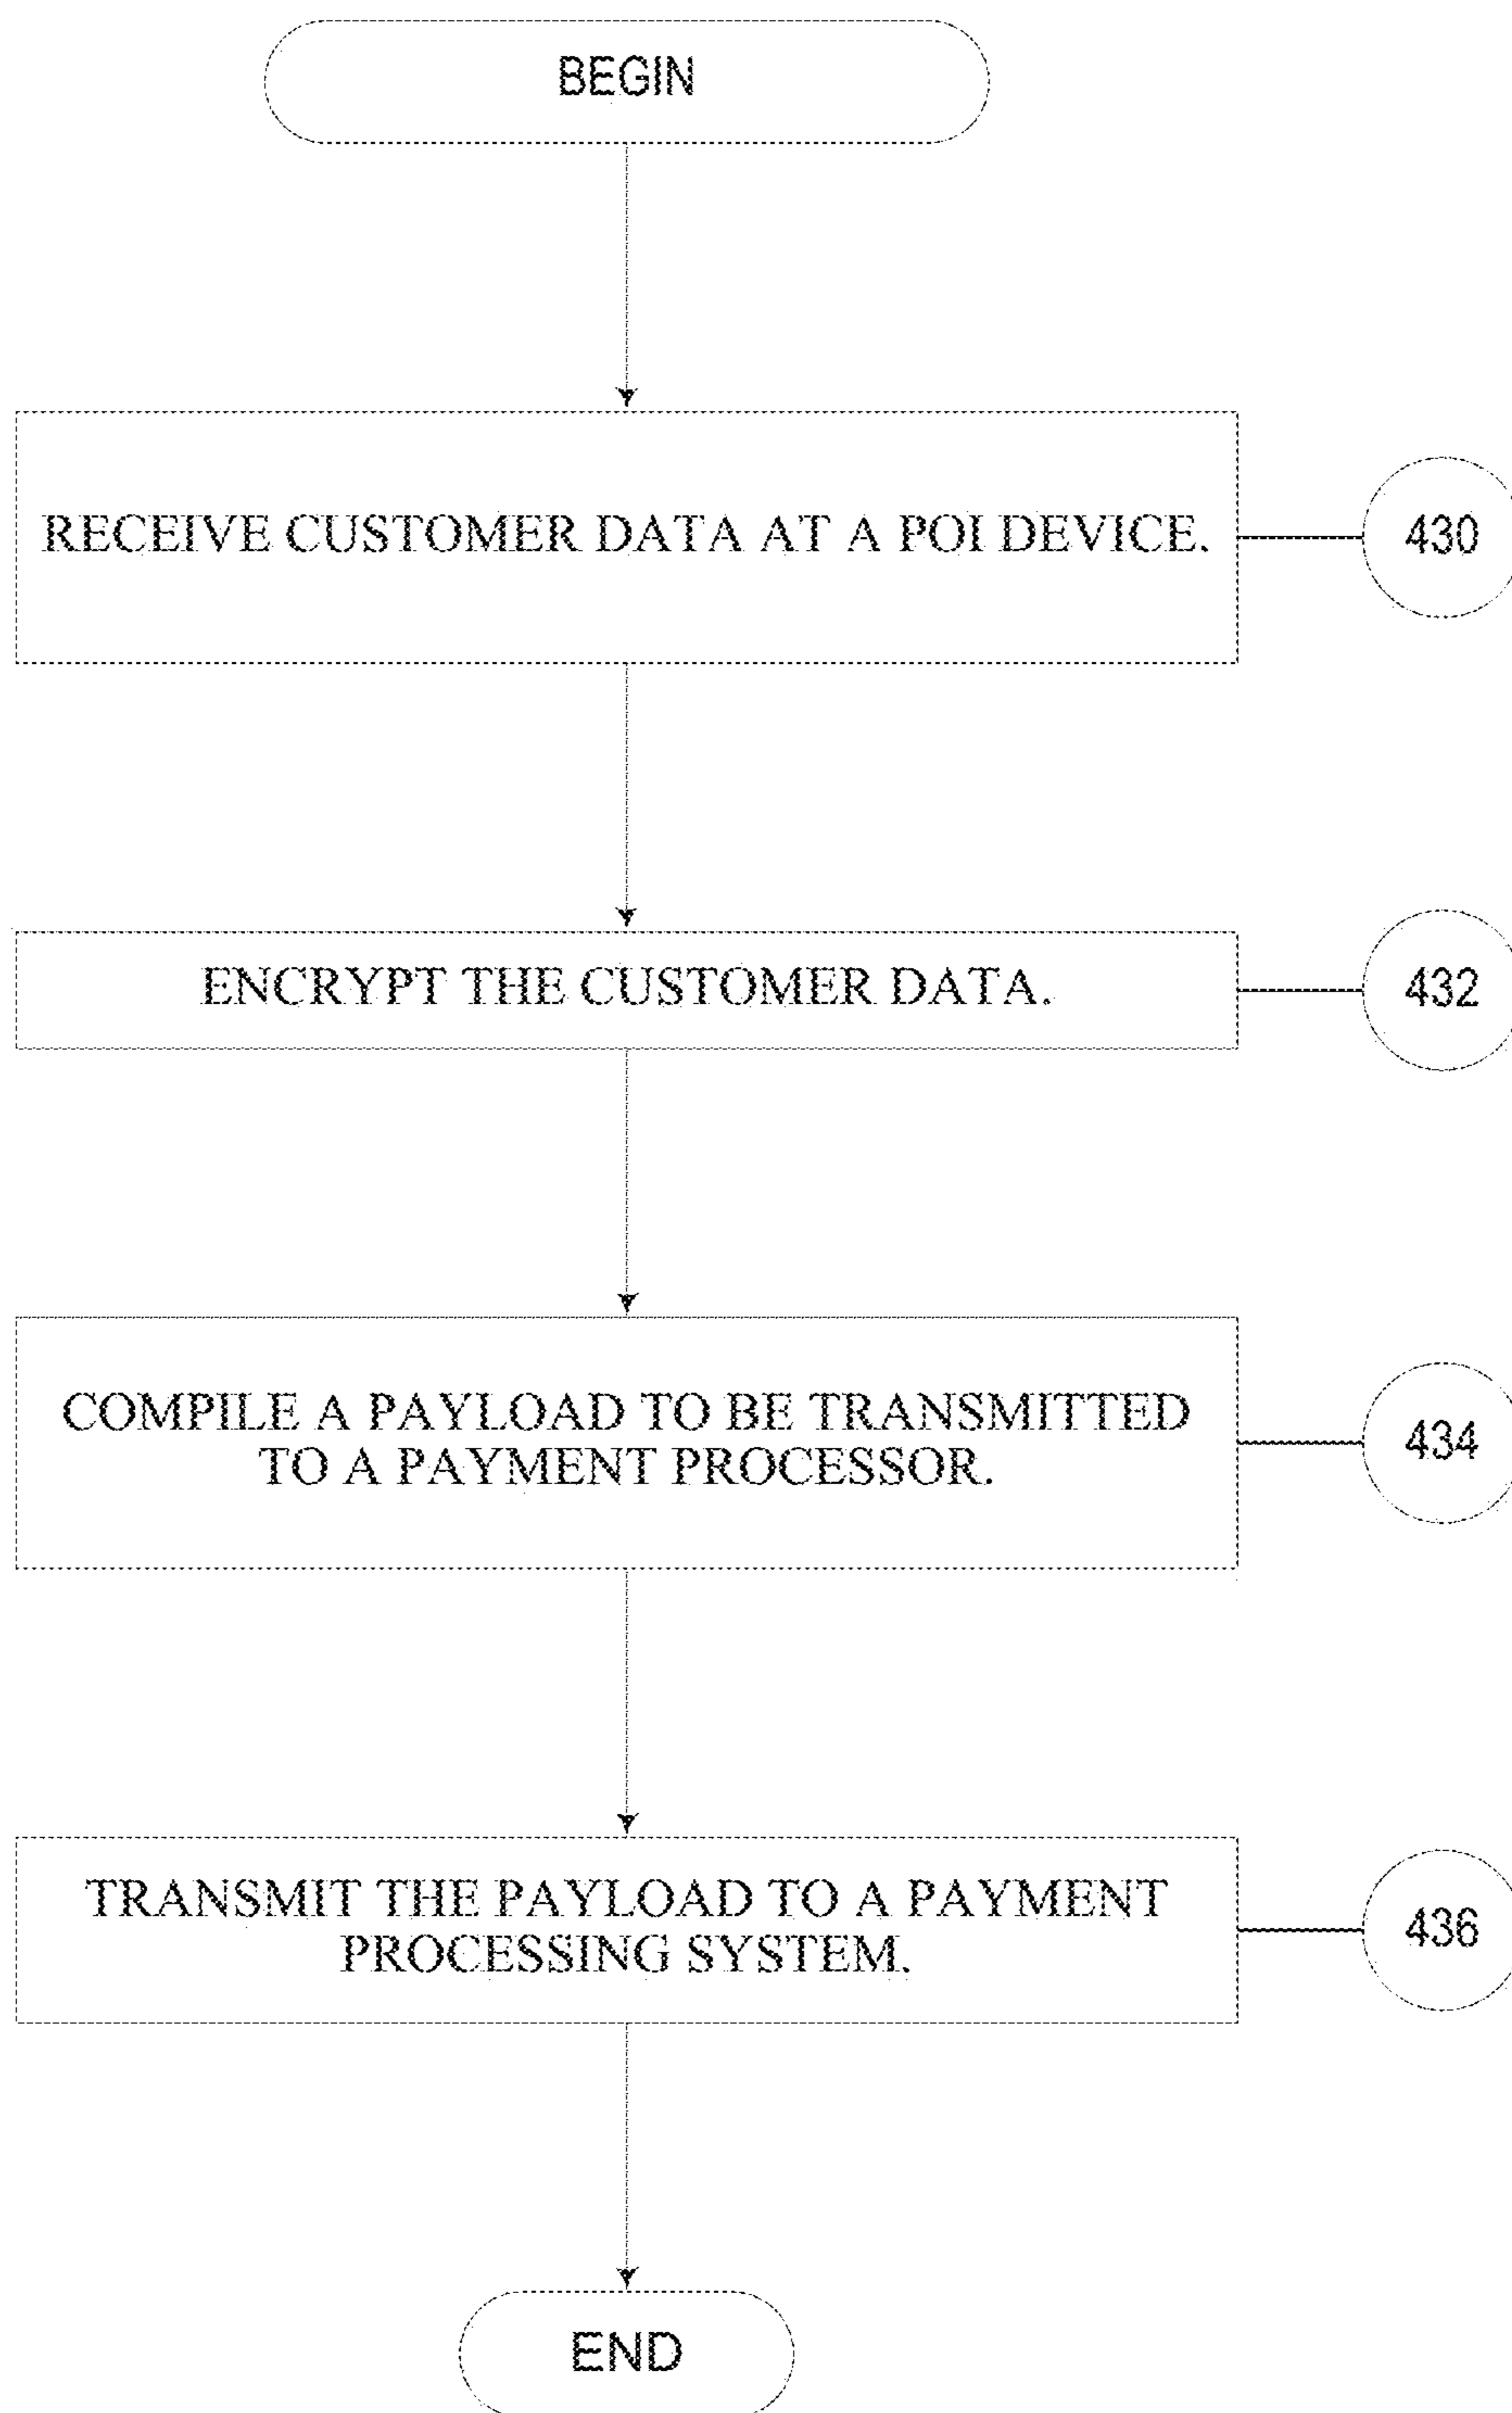 BEGIN
RECEIVE CUSTOMER DATA AT A POI DEVICE.
430
ENCRYPT THE CUSTOMER DATA.
432
COMPILE A PAYLOAD TO BE TRANSMITTED
TO A PAYMENT PROCESSOR.
434
TRANSMIT THE PAYLOAD TO A PAYMENT
PROCESSING SYSTEM.
436
END